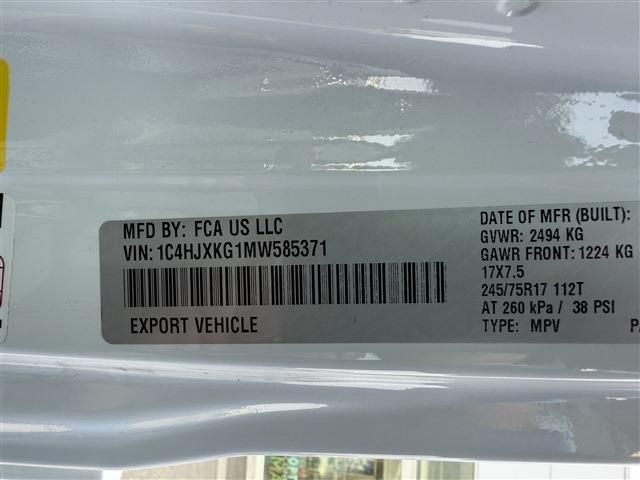 MFD BY: FCA US LLC
VIN: 1C4HJXKG1MW585371
EXPORT VEHICLE
DATE OF MFR (BUILT):
GVWR: 2494 KG
GAWR FRONT: 1224 KG
17X7.5
245/75R17 112T
AT 260 kPa / 38 PSI
TYPE: MPV